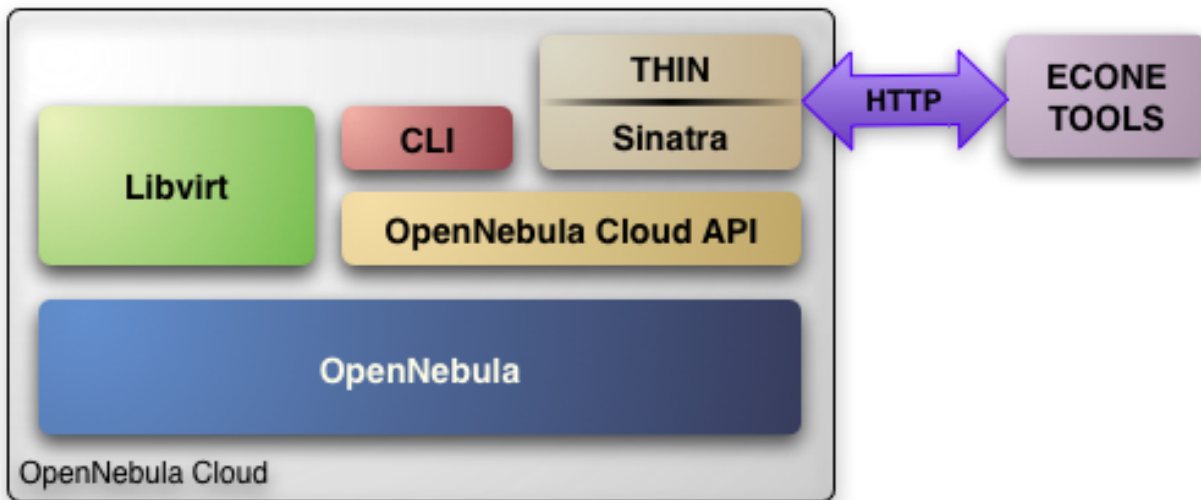 THIN
Sinatra
HTTP
ECONE
TOOLS
Libvirt
CLI
OpenNebula Cloud API
OpenNebula
OpenNebula Cloud